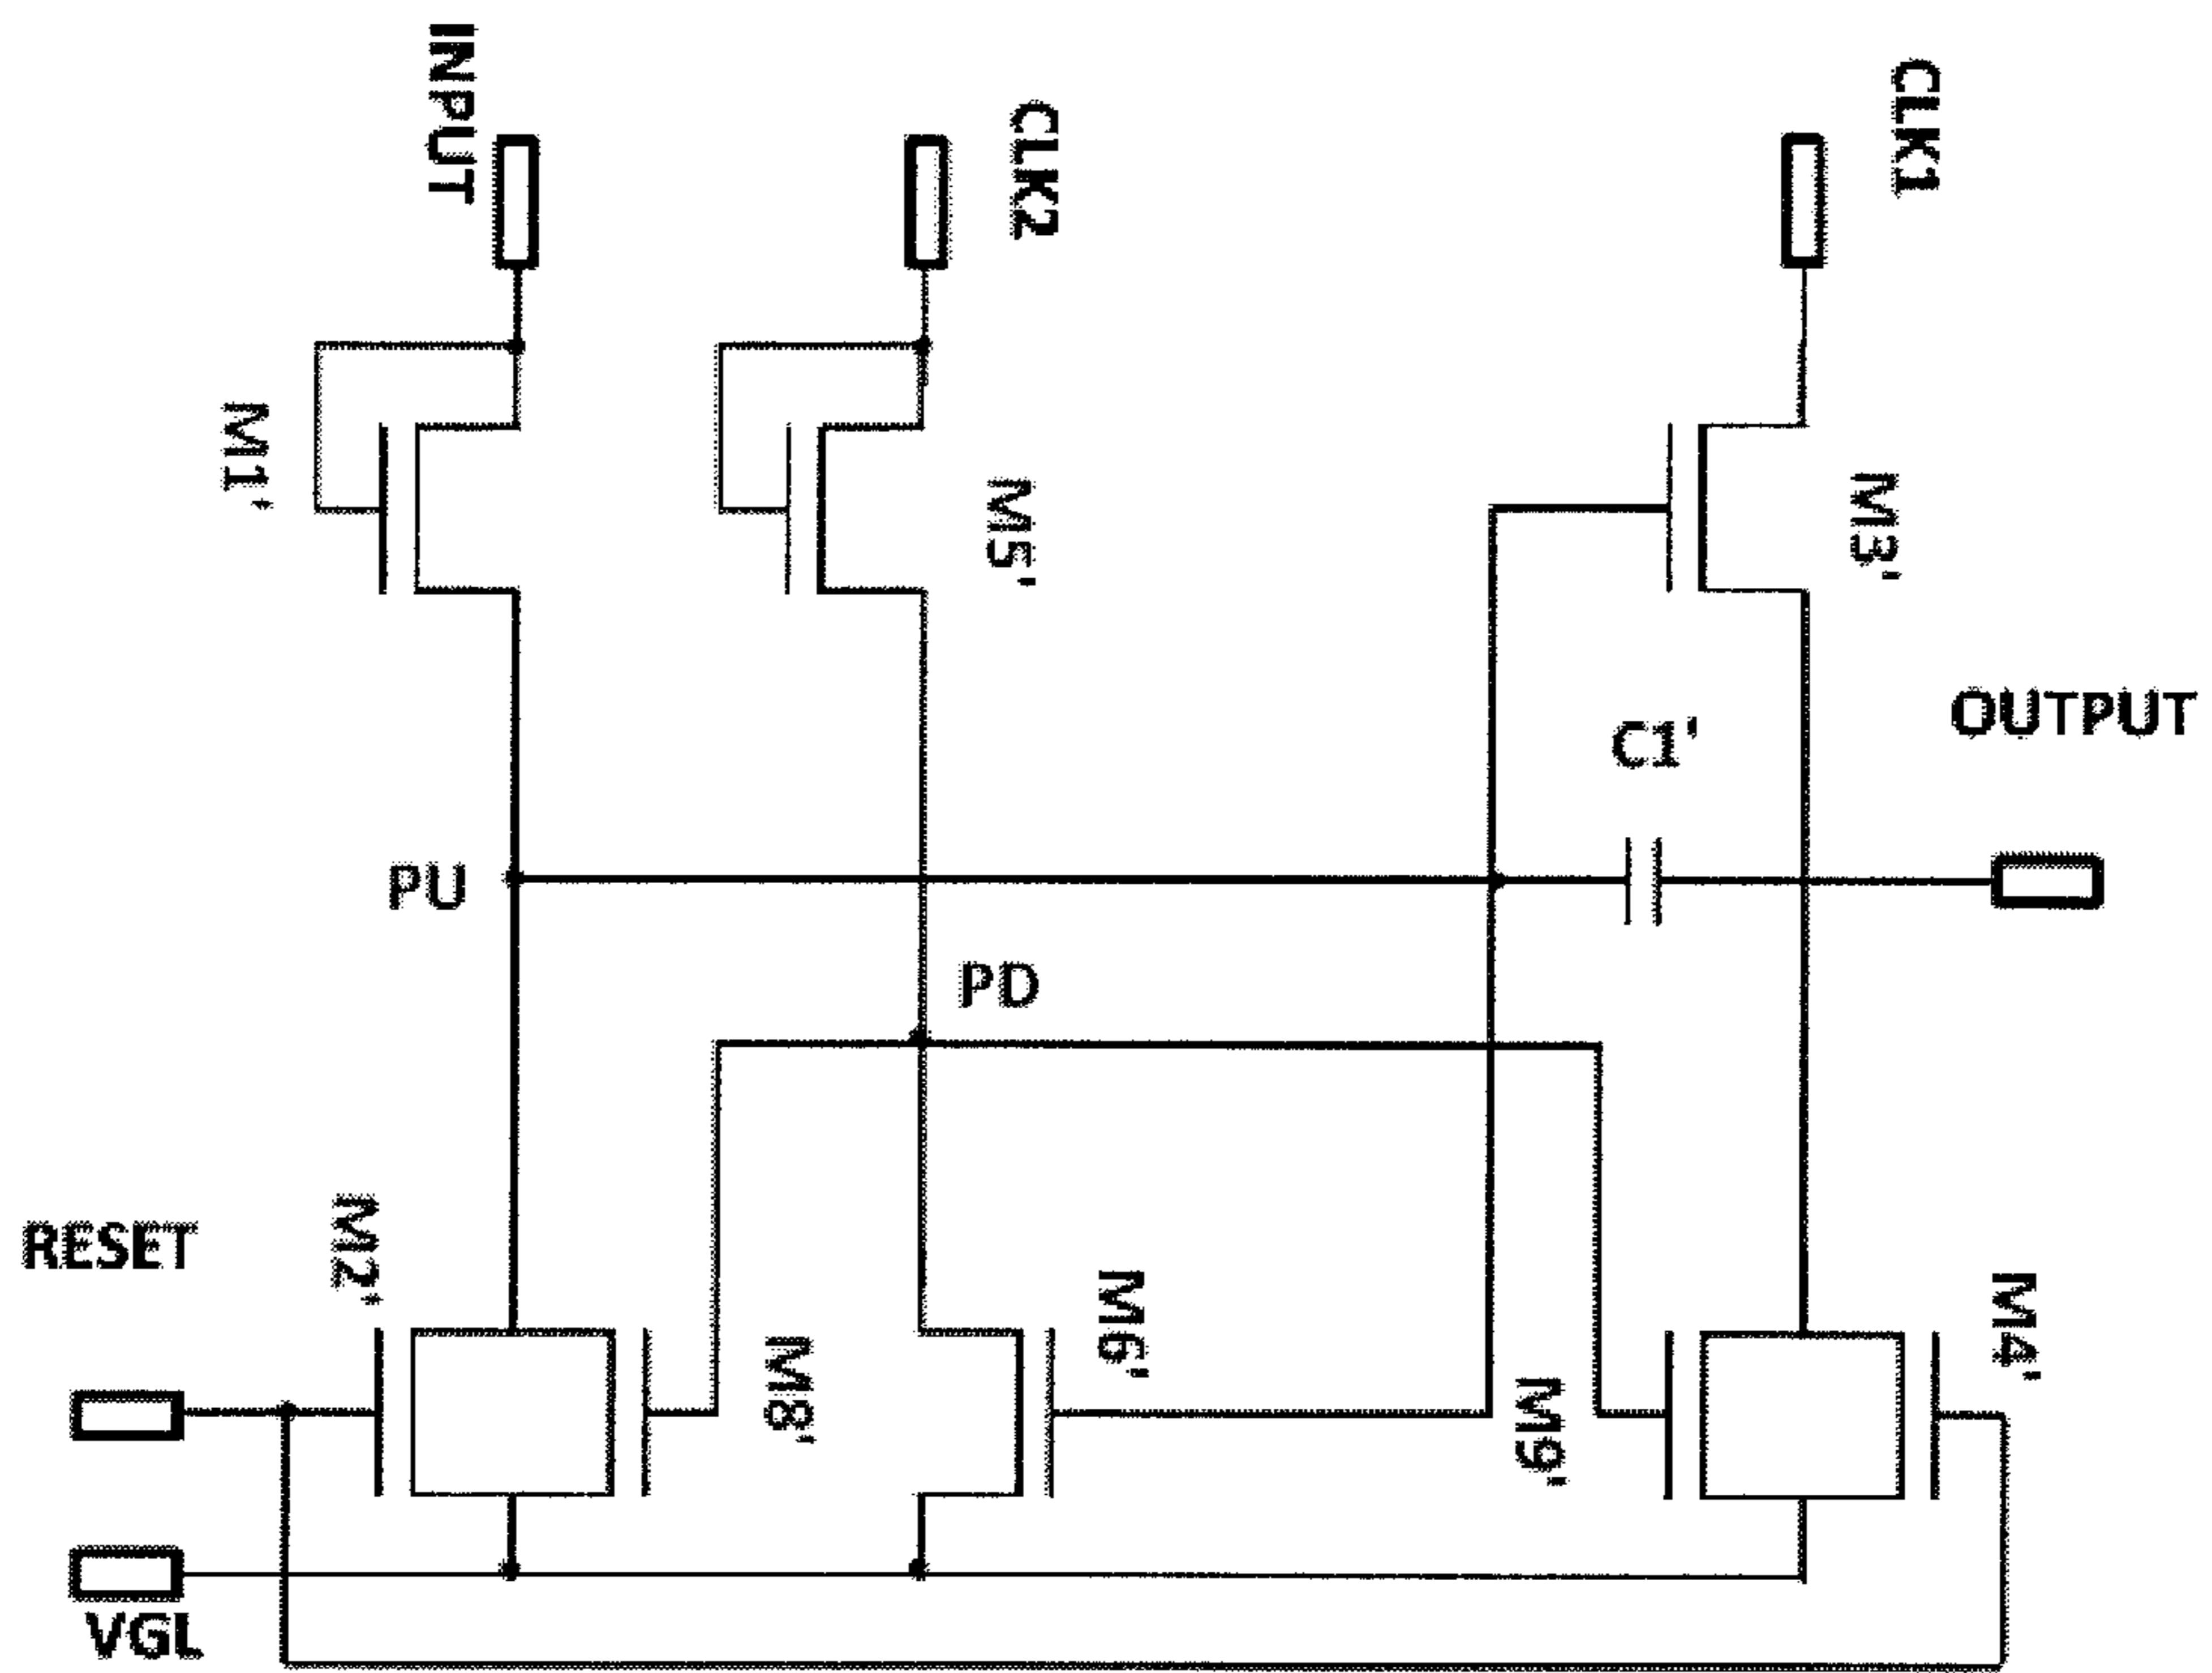 INPUT
CLK2
CLK1
M1'
M5'
M3'
OUTPUT
C1'
PU
PD
RESET
M2'
M8'
M6'
M9'
M4'
VGL